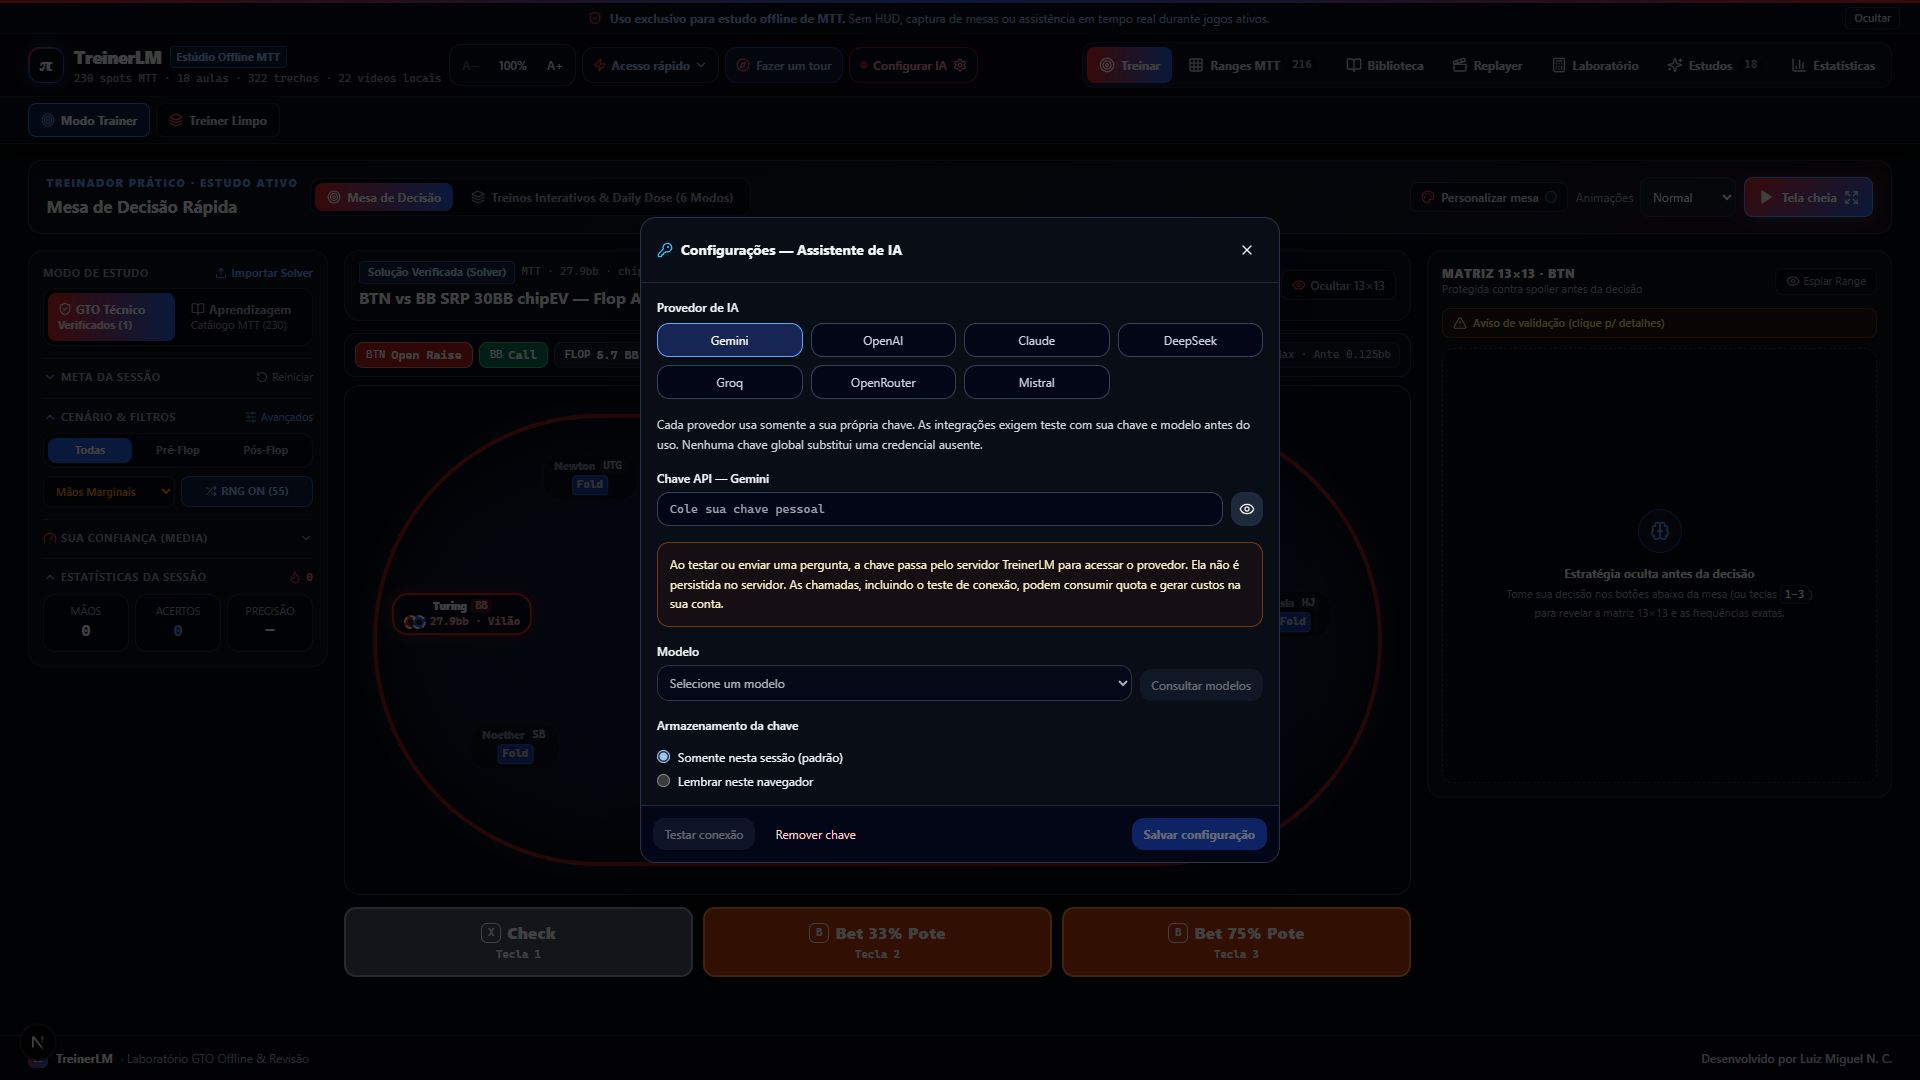 Uso exclusivo para estudo offline de MTT. Sem HUD, captura de mesas ou assistência em tempo real durante jogos ativos.
Ocultar
π
TreinerLM
Estúdio Offline MTT
230 spots MTT · 18 aulas · 322 trechos · 22 vídeos locais
A-
100%
A+
Acesso rápido
Fazer um tour
Configurar IA
Treinar
Ranges MTT 216
Biblioteca
Replayer
Laboratório
Estudos 18
Estatísticas
Modo Trainer
Treiner Limpo
TREINADOR PRÁTICO · ESTUDO ATIVO
Mesa de Decisão Rápida
Mesa de Decisão
Treinos Interativos & Daily Dose (6 Modos)
Personalizar mesa
Animações
Normal
Tela cheia
MODO DE ESTUDO
Importar Solver
GTO Técnico
Verificados (1)
Aprendizagem
Catálogo MTT (230)
META DA SESSÃO
Reiniciar
CENÁRIO & FILTROS
Avançados
Todas
Pré-Flop
Pós-Flop
Mãos Marginais
RNG ON (55)
SUA CONFIANÇA (MEDIA)
ESTATÍSTICAS DA SESSÃO
0
MÃOS
0
ACERTOS
0
PRECISÃO
—
Solução Verificada (Solver)
MTT · 27.9bb · chip
BTN vs BB SRP 30BB chipEV — Flop A
Ocultar 13×13
BTN Open Raise
BB Call
FLOP 5.7 BB
ax · Ante 0.125bb
Newton UTG
Fold
Turing BB
27.9bb · Vilão
Noether SB
Fold
sla HJ
Fold
Configurações — Assistente de IA
Provedor de IA
Gemini
OpenAI
Claude
DeepSeek
Groq
OpenRouter
Mistral
Cada provedor usa somente a sua própria chave. As integrações exigem teste com sua chave e modelo antes do
uso. Nenhuma chave global substitui uma credencial ausente.
Chave API — Gemini
Cole sua chave pessoal
Ao testar ou enviar uma pergunta, a chave passa pelo servidor TreinerLM para acessar o provedor. Ela não é
persistida no servidor. As chamadas, incluindo o teste de conexão, podem consumir quota e gerar custos na
sua conta.
Modelo
Selecione um modelo
Consultar modelos
Armazenamento da chave
Somente nesta sessão (padrão)
Lembrar neste navegador
Testar conexão
Remover chave
Salvar configuração
X Check
Tecla 1
B Bet 33% Pote
Tecla 2
B Bet 75% Pote
Tecla 3
MATRIZ 13×13 · BTN
Protegida contra spoiler antes da decisão
Espiar Range
Aviso de validação (clique p/ detalhes)
Estratégia oculta antes da decisão
Tome sua decisão nos botões abaixo da mesa (ou teclas 1–3 )
para revelar a matriz 13×13 e as frequências exatas.
N
TreinerLM · Laboratório GTO Offline & Revisão
Desenvolvido por Luiz Miguel N. C.